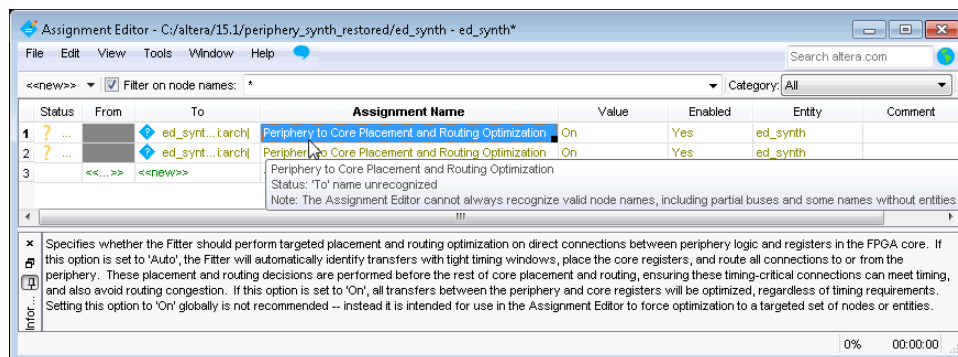 Assignment Editor - C:/altera/15.1/periphery_synth_restored/ed_synth - ed_synth*
File Edit View Tools Window Help Search altera.com
<<new>> Filter on node names: * Category: All
Status From To Assignment Name Value Enabled Entity Comment
1 ? ... ed_synt...i:arch| Periphery to Core Placement and Routing Optimization On Yes ed_synth
2 ? ... ed_synt...i:arch| Periphery to Core Placement and Routing Optimization On Yes ed_synth
3 <<...>> <<new>>
Periphery to Core Placement and Routing Optimization
Status: 'To' name unrecognized
Note: The Assignment Editor cannot always recognize valid node names, including partial buses and some names without entities
Specifies whether the Fitter should perform targeted placement and routing optimization on direct connections between periphery logic and registers in the FPGA core. If
this option is set to 'Auto', the Fitter will automatically identify transfers with tight timing windows, place the core registers, and route all connections to or from the
periphery. These placement and routing decisions are performed before the rest of core placement and routing, ensuring these timing-critical connections can meet timing,
and also avoid routing congestion. If this option is set to 'On', all transfers between the periphery and core registers will be optimized, regardless of timing requirements.
Setting this option to 'On' globally is not recommended -- instead it is intended for use in the Assignment Editor to force optimization to a targeted set of nodes or entities.
Infor...
0% 00:00:00